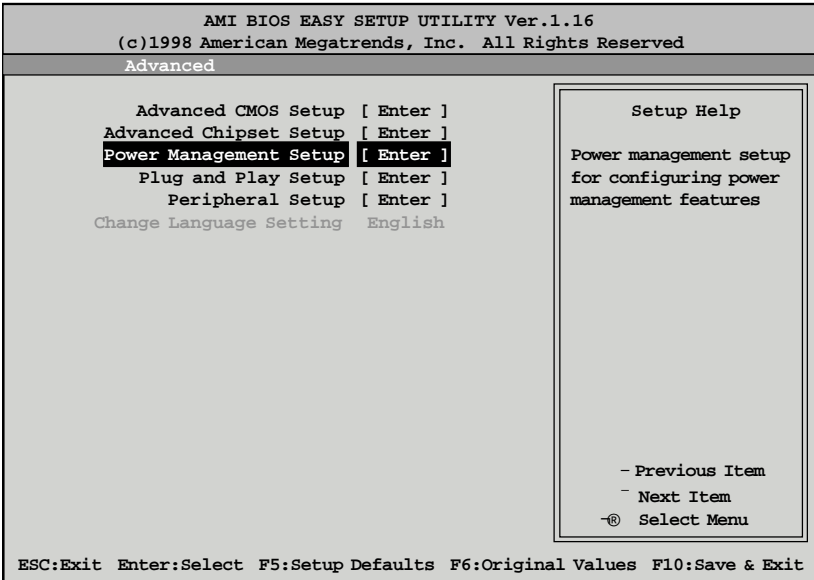 AMI BIOS EASY SETUP UTILITY Ver.1.16
(c)1998 American Megatrends, Inc. All Rights Reserved
Advanced
Advanced CMOS Setup [ Enter ]
Advanced Chipset Setup [ Enter ]
Power Management Setup [ Enter ]
Plug and Play Setup [ Enter ]
Peripheral Setup [ Enter ]
Change Language Setting English
Setup Help
Power management setup
for configuring power
management features
– Previous Item
¯ Next Item
¬® Select Menu
ESC:Exit Enter:Select F5:Setup Defaults F6:Original Values F10:Save & Exit